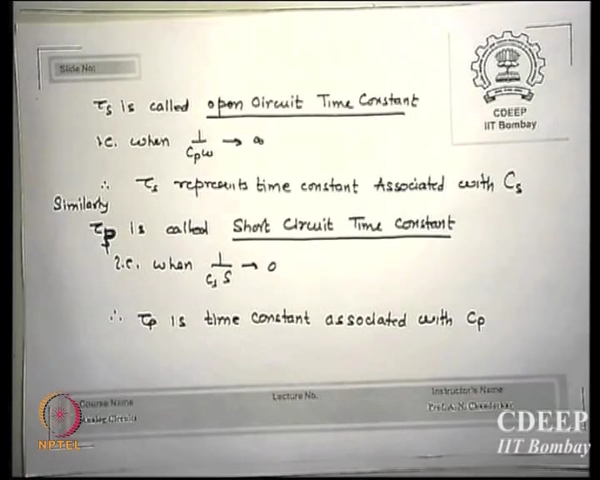 Slide No:
CDEEP
IIT Bombay
τs is called open Circuit Time Constant
i.e. when 1/Cpω → ∞
∴ τs represents time constant Associated with Cs
Similarly
τp is called Short Circuit Time Constant
i.e. when 1/Cs S → 0
∴ τp is time constant associated with Cp
Course Name
Analog Circuits
Lecture No.
Instructor's Name
Prof. A. N. Chandorkar
NPTEL
CDEEP
IIT Bombay